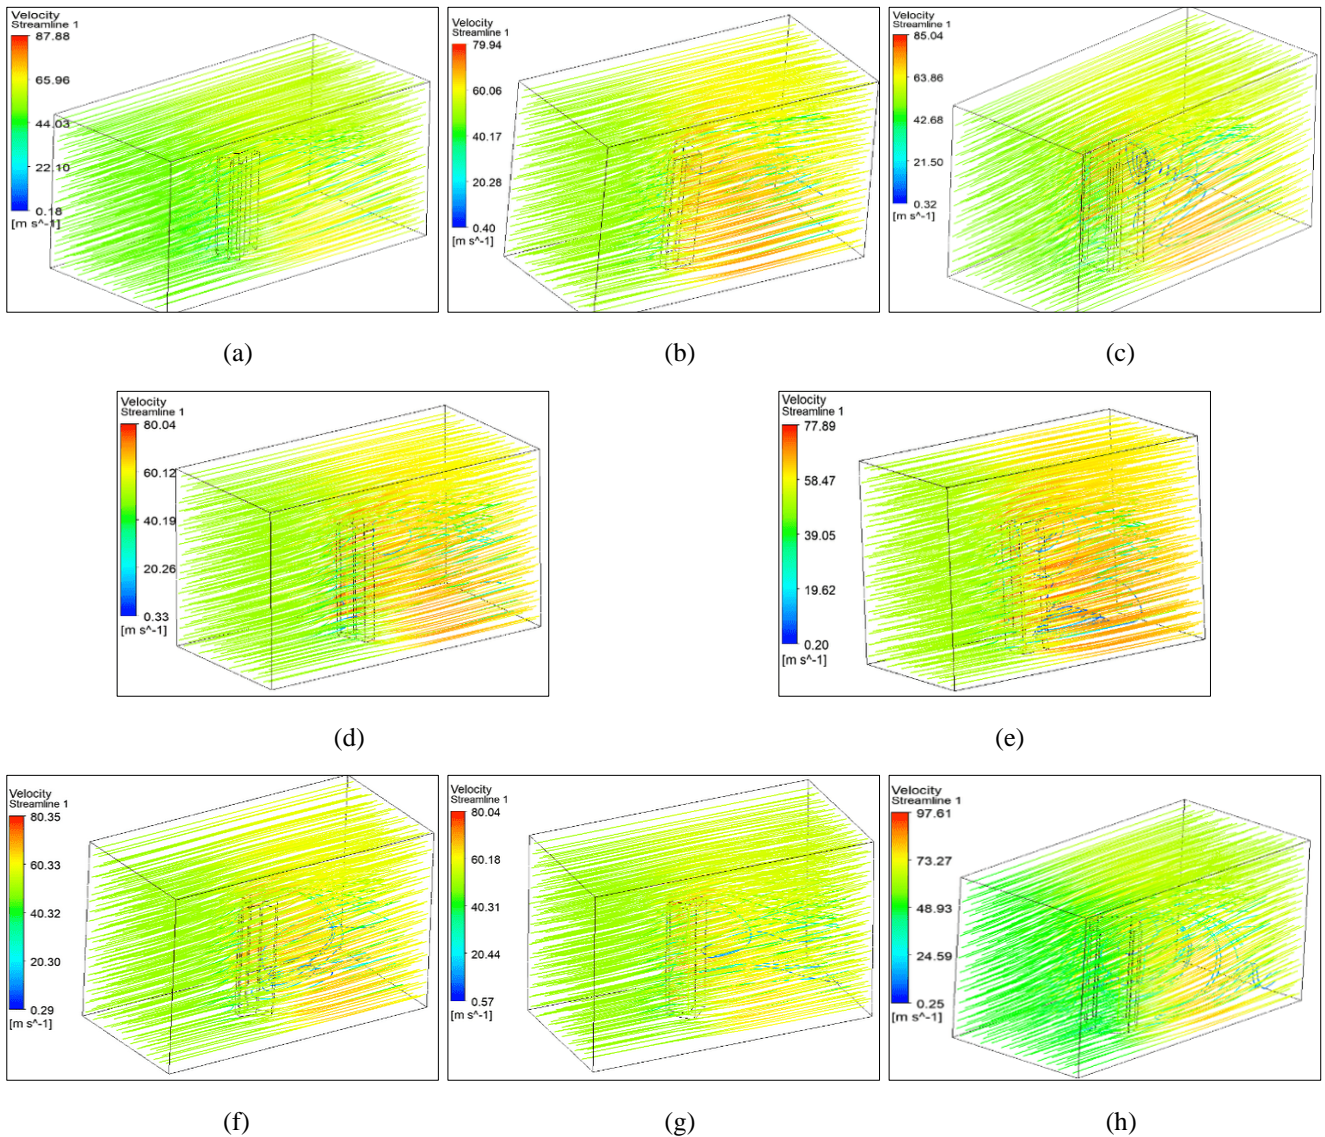 Velocity
Streamline 1
87.88
65.96
44.03
22.10
0.18
[m s^-1]
(a)
Velocity
Streamline 1
79.94
60.06
40.17
20.28
0.40
[m s^-1]
(b)
Velocity
Streamline 1
85.04
63.86
42.68
21.50
0.32
[m s^-1]
(c)
Velocity
Streamline 1
80.04
60.12
40.19
20.26
0.33
[m s^-1]
(d)
Velocity
Streamline 1
77.89
58.47
39.05
19.62
0.20
[m s^-1]
(e)
Velocity
Streamline 1
80.35
60.33
40.32
20.30
0.29
[m s^-1]
(f)
Velocity
Streamline 1
80.04
60.18
40.31
20.44
0.57
[m s^-1]
(g)
Velocity
Streamline 1
97.61
73.27
48.93
24.59
0.25
[m s^-1]
(h)